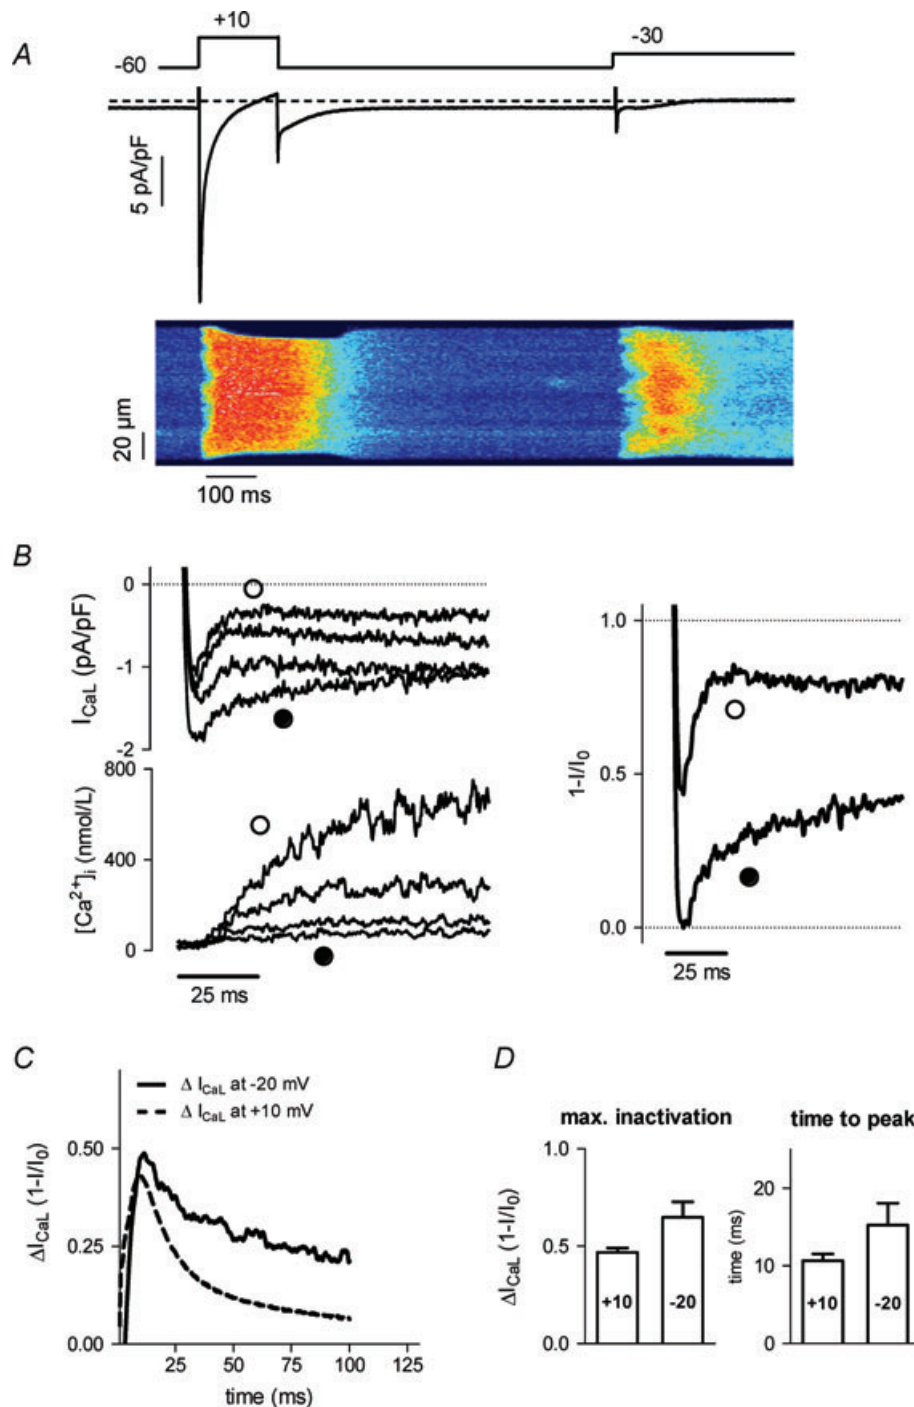 A
+10
-60
-30
5 pA/pF
20 µm
100 ms
B
I_CaL (pA/pF)
0
-1
-2
[Ca²⁺]ᵢ (nmol/L)
800
400
0
25 ms
1-I/I₀
1.0
0.5
0.0
25 ms
C
Δ I_CaL at -20 mV
Δ I_CaL at +10 mV
ΔI_CaL (1-I/I₀)
0.50
0.25
0.00
25 50 75 100 125
time (ms)
D
max. inactivation
ΔI_CaL (1-I/I₀)
1.0
0.5
0.0
+10 -20
time to peak
time (ms)
20
10
0
+10 -20